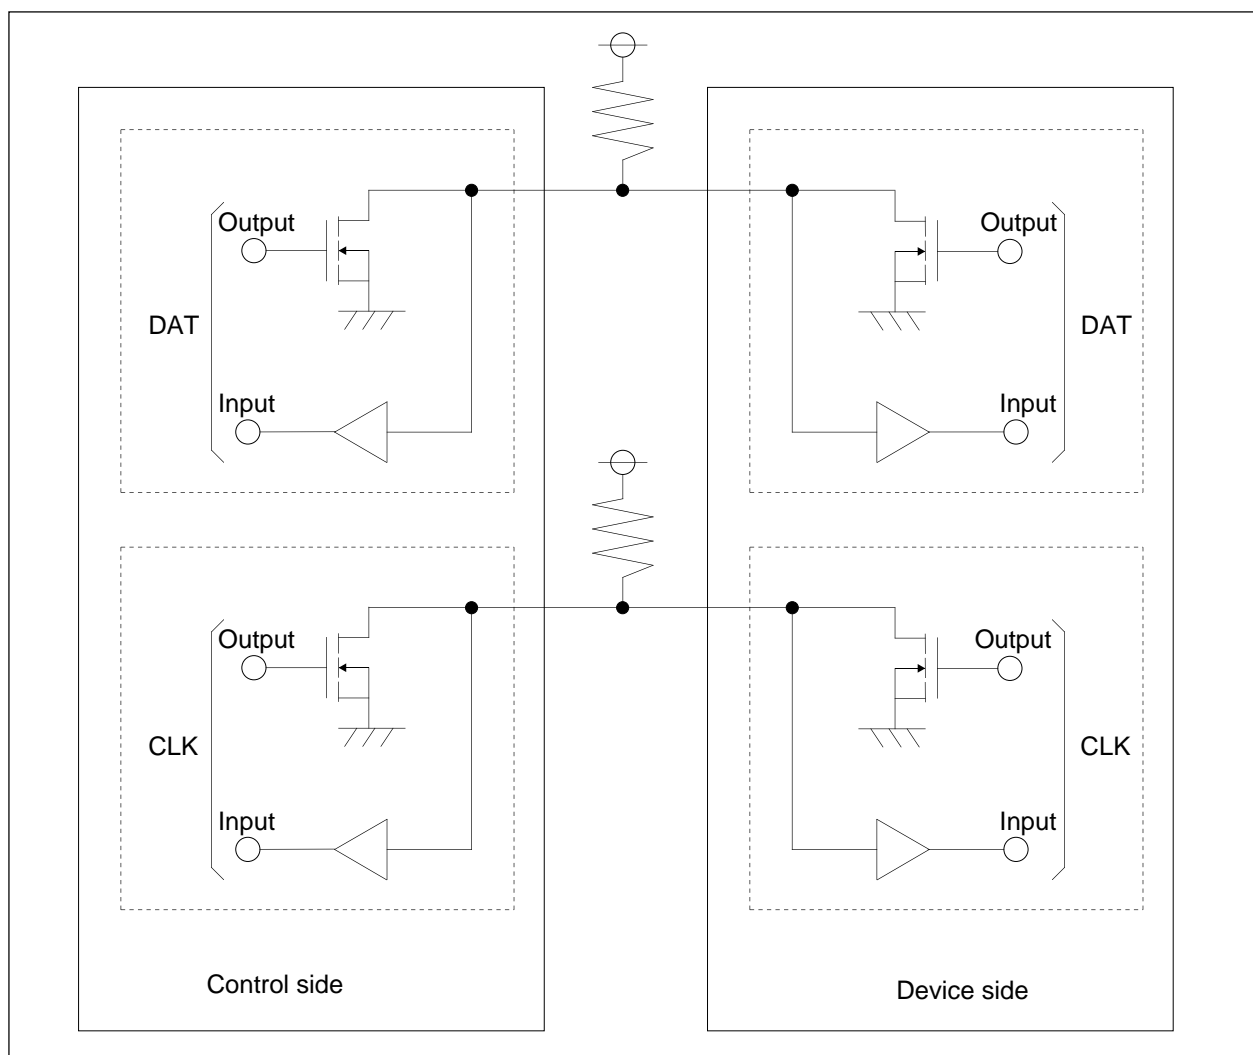 Output
Output
DAT
DAT
Input
Input
Output
Output
CLK
CLK
Input
Input
Control side
Device side